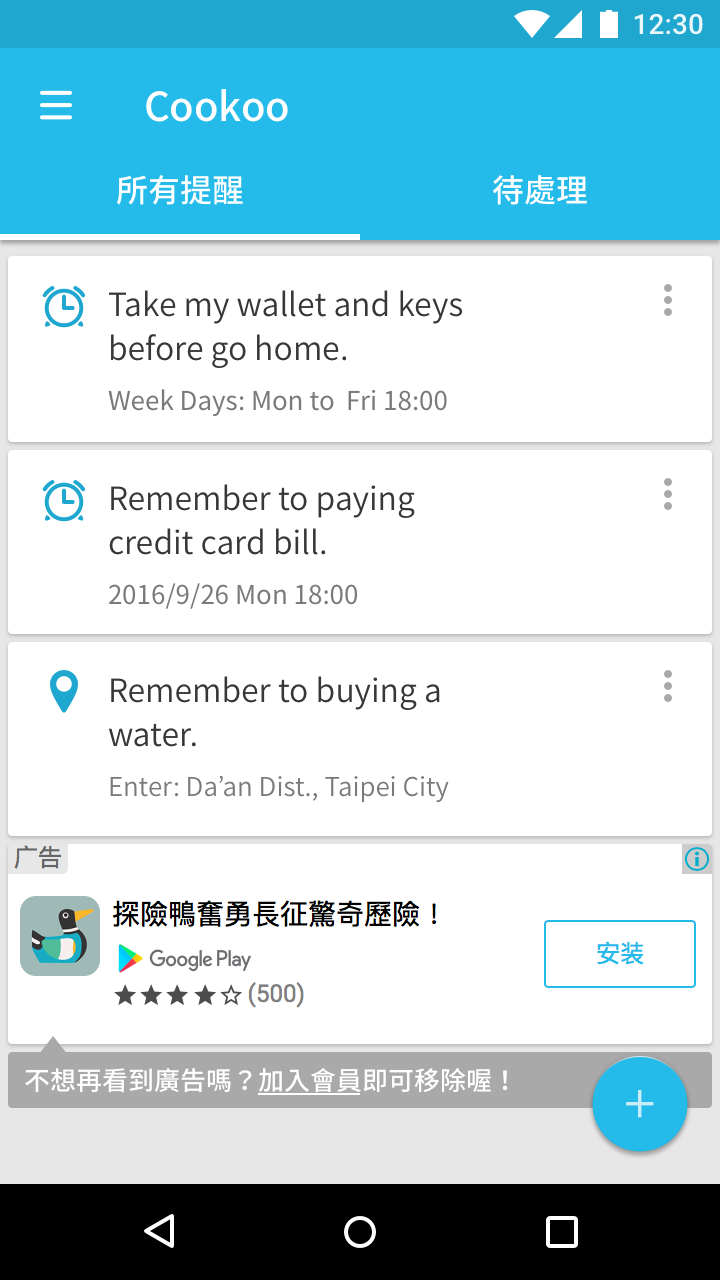 12:30
Cookoo
所有提醒
待處理
Take my wallet and keys
before go home.
Week Days: Mon to  Fri 18:00
Remember to paying
credit card bill.
2016/9/26 Mon 18:00
Remember to buying a
water.
Enter: Da’an Dist., Taipei City
广告
探險鴨奮勇長征驚奇歷險！
Google Play
(500)
安装
不想再看到廣告嗎？加入會員即可移除喔！